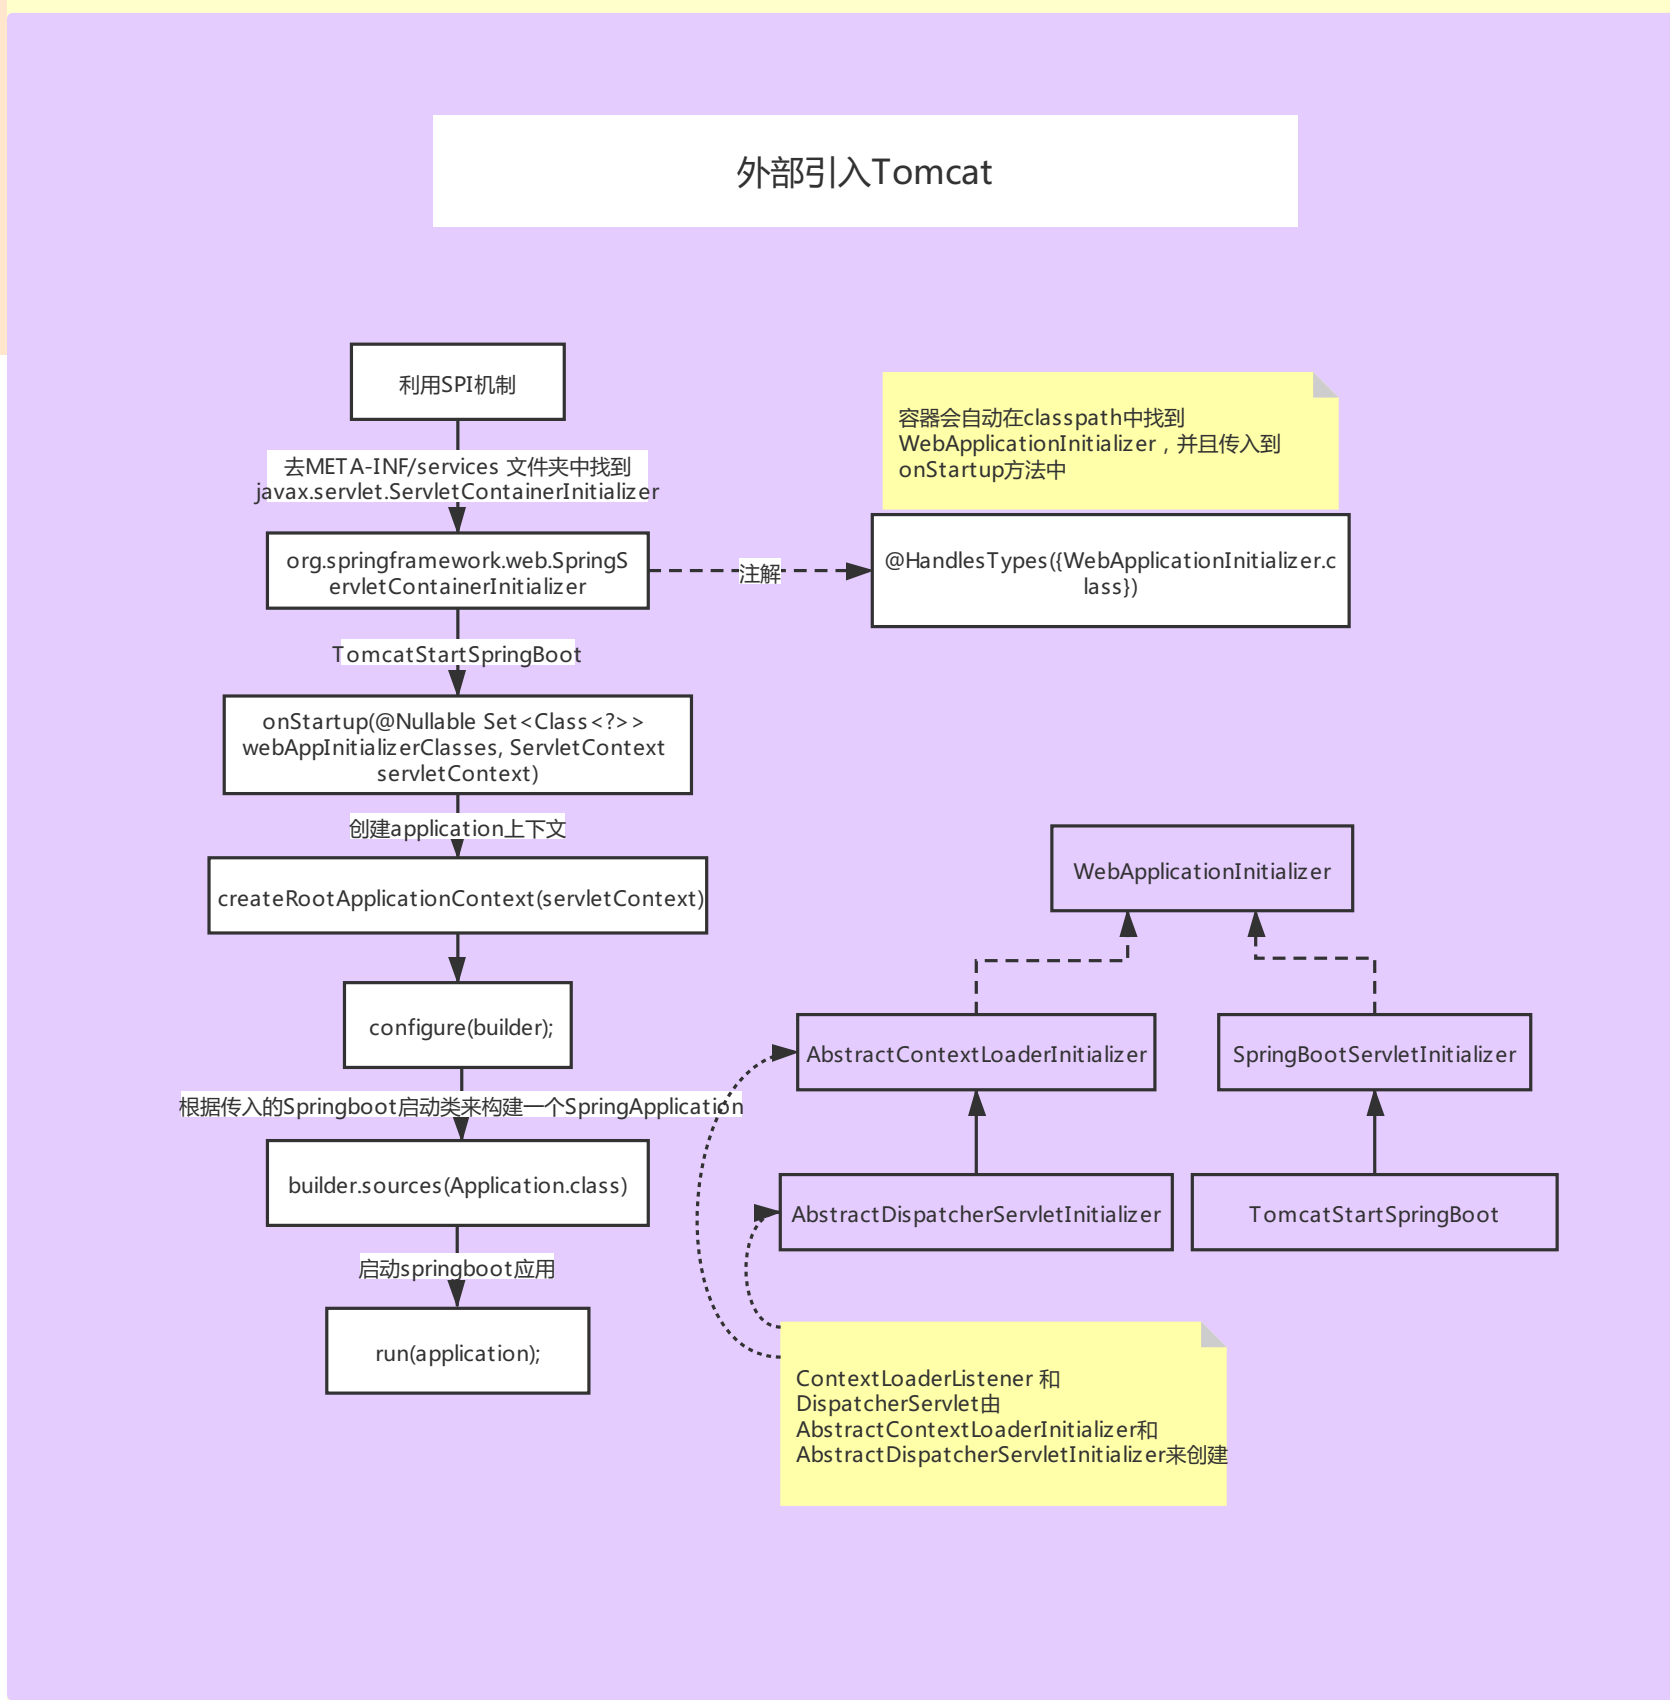 外部引入Tomcat
利用SPI机制
去META-INF/services 文件夹中找到
javax.servlet.ServletContainerInitializer
org.springframework.web.SpringS
ervletContainerInitializer
注解
容器会自动在classpath中找到
WebApplicationInitializer，并且传入到
onStartup方法中
@HandlesTypes({WebApplicationInitializer.c
lass})
TomcatStartSpringBoot
onStartup(@Nullable Set<Class<?>>
webAppInitializerClasses, ServletContext
servletContext)
创建application上下文
createRootApplicationContext(servletContext)
configure(builder);
根据传入的Springboot启动类来构建一个SpringApplication
builder.sources(Application.class)
启动springboot应用
run(application);
WebApplicationInitializer
AbstractContextLoaderInitializer
SpringBootServletInitializer
AbstractDispatcherServletInitializer
TomcatStartSpringBoot
ContextLoaderListener 和
DispatcherServlet由
AbstractContextLoaderInitializer和
AbstractDispatcherServletInitializer来创建